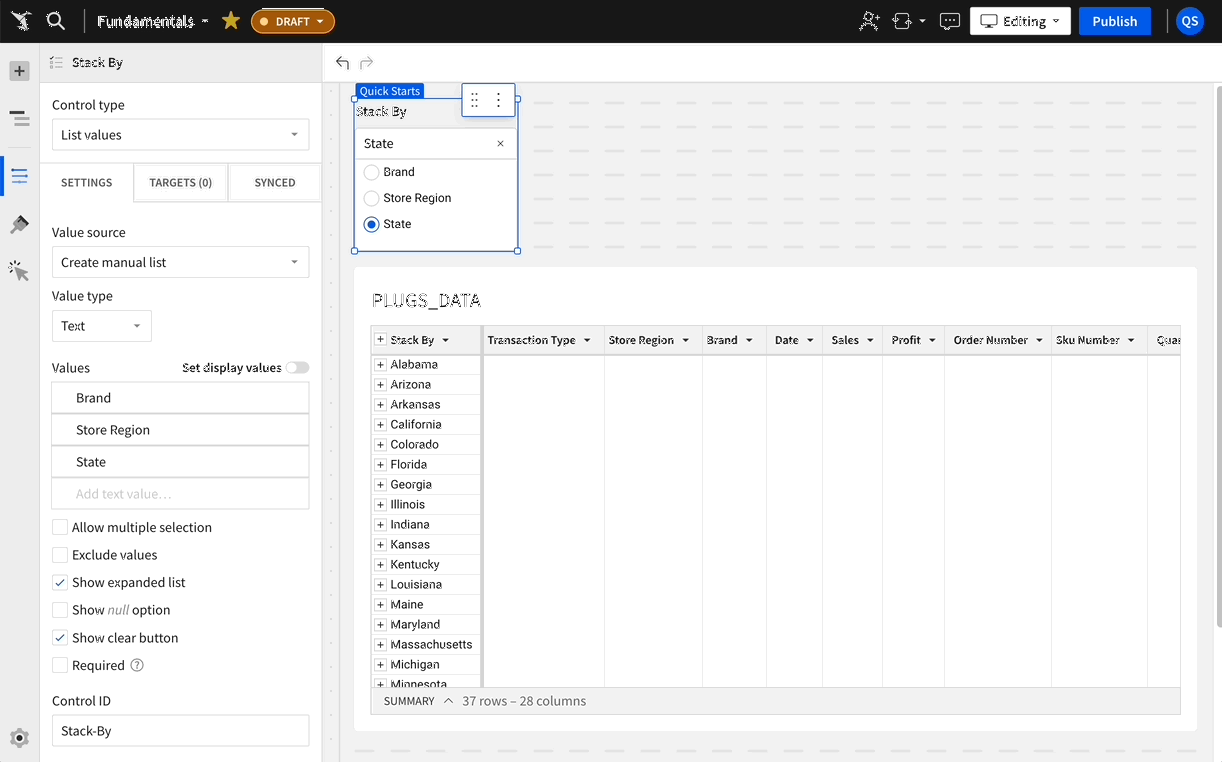 Fundamentals
DRAFT
Editing
Publish
QS
Stack By
Control type
List values
SETTINGS
TARGETS (0)
SYNCED
Value source
Create manual list
Value type
Text
Values
Set display values
Brand
Store Region
State
Add text value…
Allow multiple selection
Exclude values
Show expanded list
Show null option
Show clear button
Required ?
Control ID
Stack-By
Quick Starts
Stack By
State
Brand
Store Region
State
PLUGS_DATA
Stack By Transaction Type Store Region Brand Date Sales Profit Order Number Sku Number
Alabama
Arizona
Arkansas
California
Colorado
Florida
Georgia
Illinois
Indiana
Kansas
Kentucky
Louisiana
Maine
Maryland
Massachusetts
Michigan
Minnesota
SUMMARY 37 rows – 28 columns